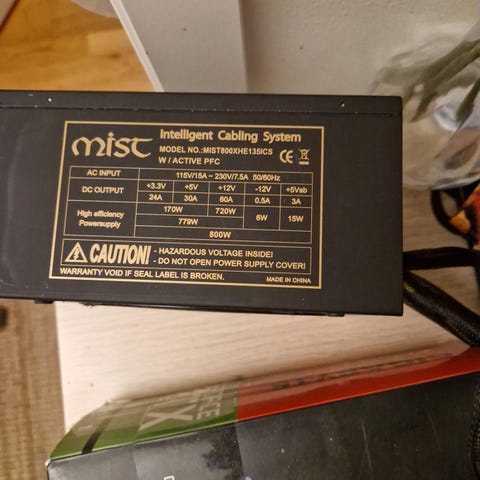 mist
Intelligent Cabling System
MODEL NO.:MIST800XHE135ICS
W / ACTIVE PFC
CE
AC INPUT 115V/15A ~ 230V/7.5A 50/60Hz
DC OUTPUT +3.3V +5V +12V -12V +5Vsb
24A 30A 60A 0.5A 3A
High efficiency Powersupply 170W 720W 6W 15W
779W
800W
CAUTION! - HAZARDOUS VOLTAGE INSIDE!
- DO NOT OPEN POWER SUPPLY COVER!
WARRANTY VOID IF SEAL LABEL IS BROKEN.
MADE IN CHINA